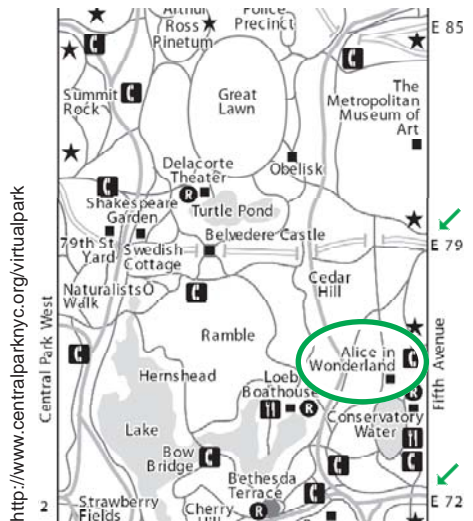 Arthur
Ross
Pinetum
Police
Precinct
E 85
Summit
Rock
Great
Lawn
The
Metropolitan
Museum of
Art
Delacorte
Theater
Obelisk
R
Shakespeare
Garden
Turtle Pond
79th St
Yard
Swedish
Cottage
Belvedere Castle
E 79
Cedar
Hill
Naturalists
Walk
Ramble
Alice in
Wonderland
Hernshead
Loeb
Boathouse
R
R
Conservatory
Water
Lake
Bow
Bridge
Bethesda
Terrace
2
Strawberry
Fields
Cherry
R
E 72
Central Park West
Fifth Avenue
http://www.centralparknyc.org/virtualpark